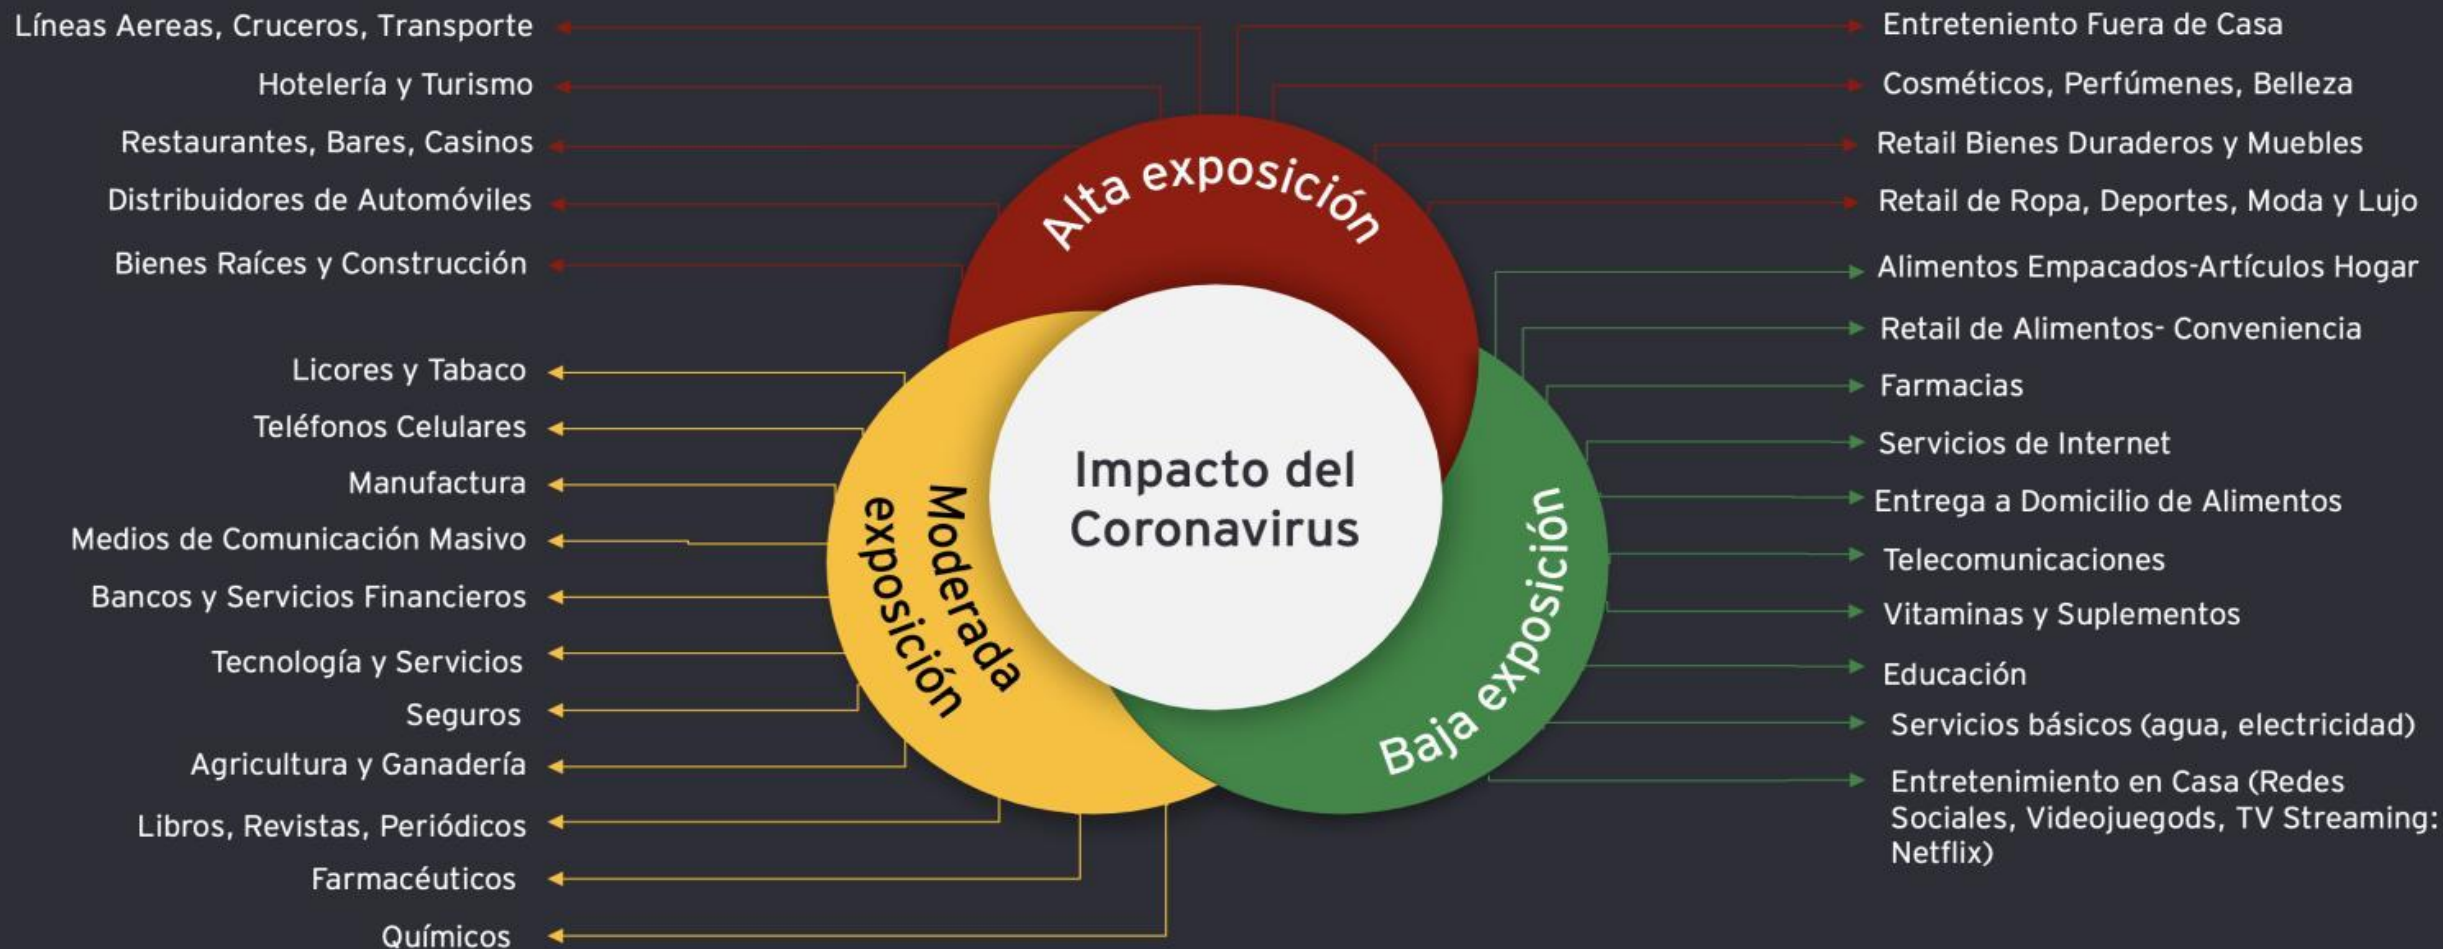 Líneas Aereas, Cruceros, Transporte
Hotelería y Turismo
Restaurantes, Bares, Casinos
Distribuidores de Automóviles
Bienes Raíces y Construcción
Entreteniento Fuera de Casa
Cosméticos, Perfúmenes, Belleza
Retail Bienes Duraderos y Muebles
Retail de Ropa, Deportes, Moda y Lujo
Alta exposición
Licores y Tabaco
Teléfonos Celulares
Manufactura
Medios de Comunicación Masivo
Bancos y Servicios Financieros
Tecnología y Servicios
Seguros
Agricultura y Ganadería
Libros, Revistas, Periódicos
Farmacéuticos
Químicos
Moderada
exposición
Impacto del
Coronavirus
Baja exposición
Alimentos Empacados-Artículos Hogar
Retail de Alimentos- Conveniencia
Farmacias
Servicios de Internet
Entrega a Domicilio de Alimentos
Telecomunicaciones
Vitaminas y Suplementos
Educación
Servicios básicos (agua, electricidad)
Entretenimiento en Casa (Redes
Sociales, Videojuegods, TV Streaming:
Netflix)